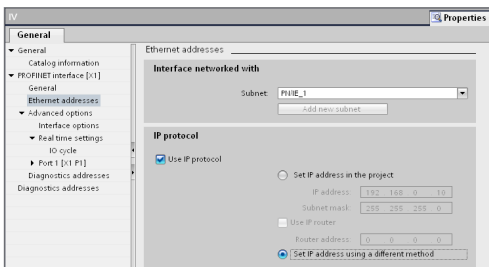 IV
Properties
General
General
Catalog information
PROFINET interface [X1]
General
Ethernet addresses
Advanced options
Interface options
Real time settings
IO cycle
Port 1 [X1 P1]
Diagnostics addresses
Diagnostics addresses
Ethernet addresses
Interface networked with
Subnet:
PN/IE_1
Add new subnet
IP protocol
Use IP protocol
Set IP address in the project
IP address:
192 . 168 . 0 . 10
Subnet mask:
255 . 255 . 255 . 0
Use IP router
Router address:
0 . 0 . 0 . 0
Set IP address using a different method